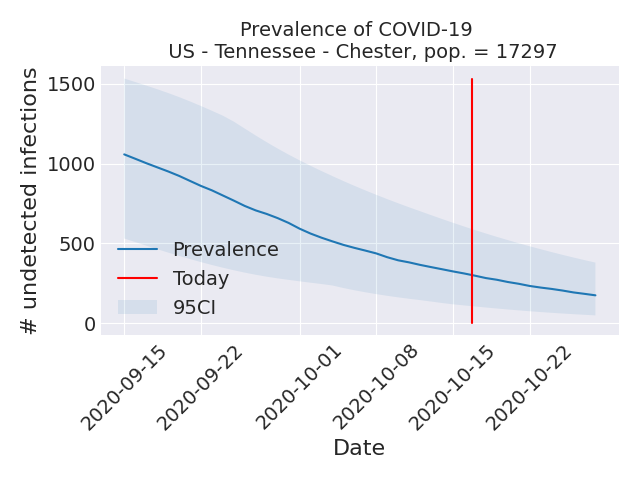 Prevalence of COVID-19
US - Tennessee - Chester, pop. = 17297
# undetected infections
1500
1000
500
0
Prevalence
Today
95CI
2020-09-15
2020-09-22
2020-10-01
2020-10-08
2020-10-15
2020-10-22
Date